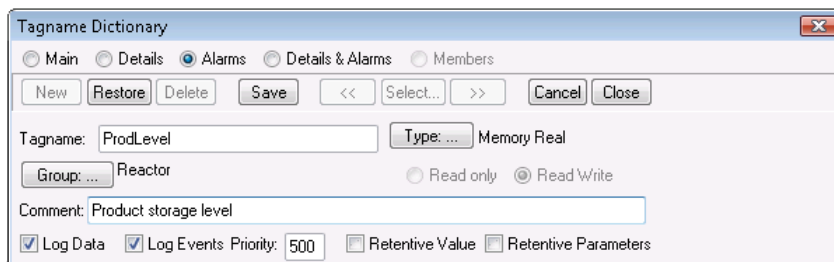 Tagname Dictionary
Main Details Alarms Details & Alarms Members
New Restore Delete Save << Select... >> Cancel Close
Tagname: ProdLevel Type: ... Memory Real
Group: ... Reactor Read only Read Write
Comment: Product storage level
Log Data Log Events Priority: 500 Retentive Value Retentive Parameters